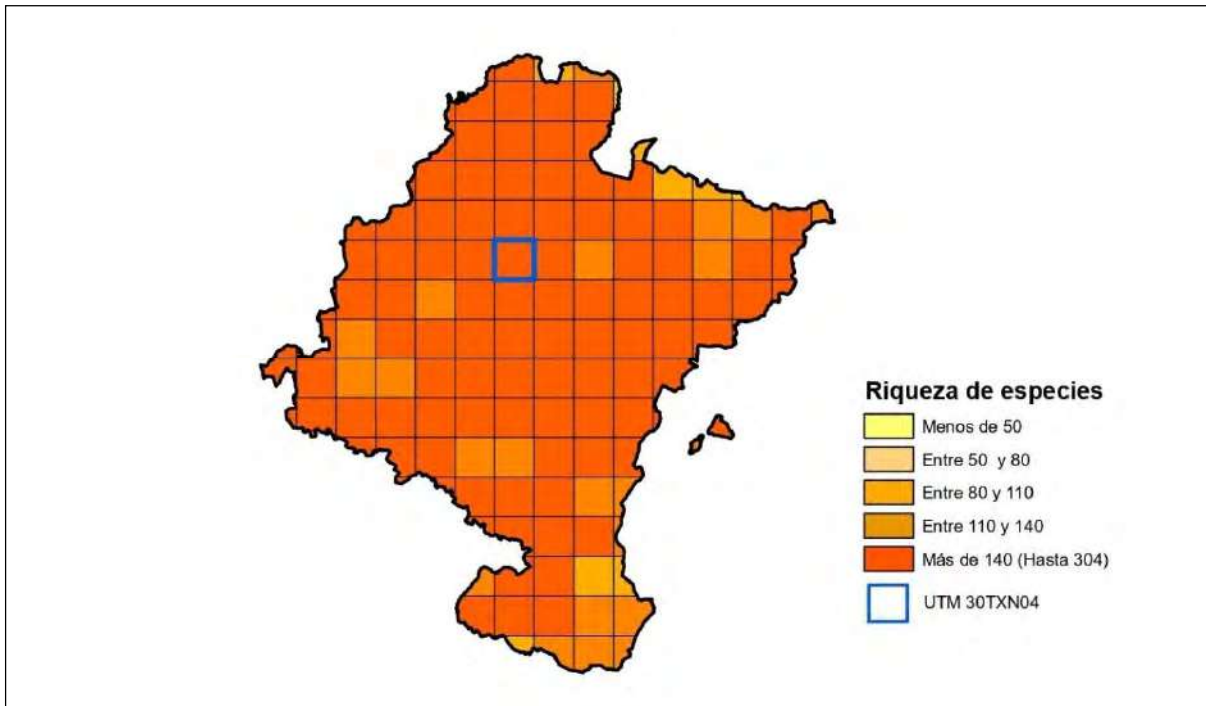 Riqueza de especies
Menos de 50
Entre 50 y 80
Entre 80 y 110
Entre 110 y 140
Más de 140 (Hasta 304)
UTM 30TXN04